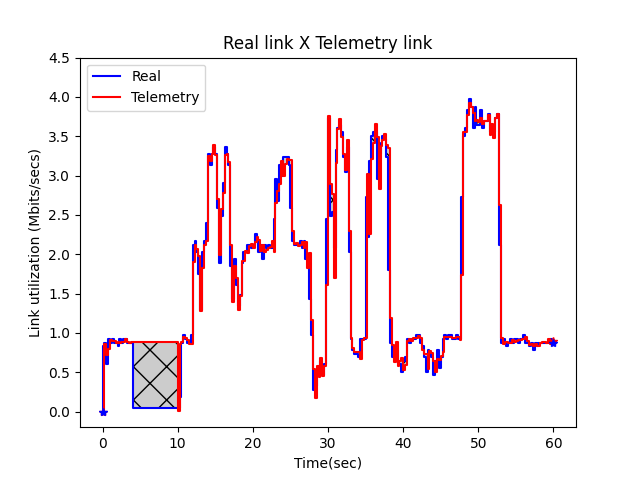 Real link X Telemetry link
Link utilization (Mbits/secs)
4.5
4.0
3.5
3.0
2.5
2.0
1.5
1.0
0.5
0.0
Real
Telemetry
0 10 20 30 40 50 60
Time(sec)